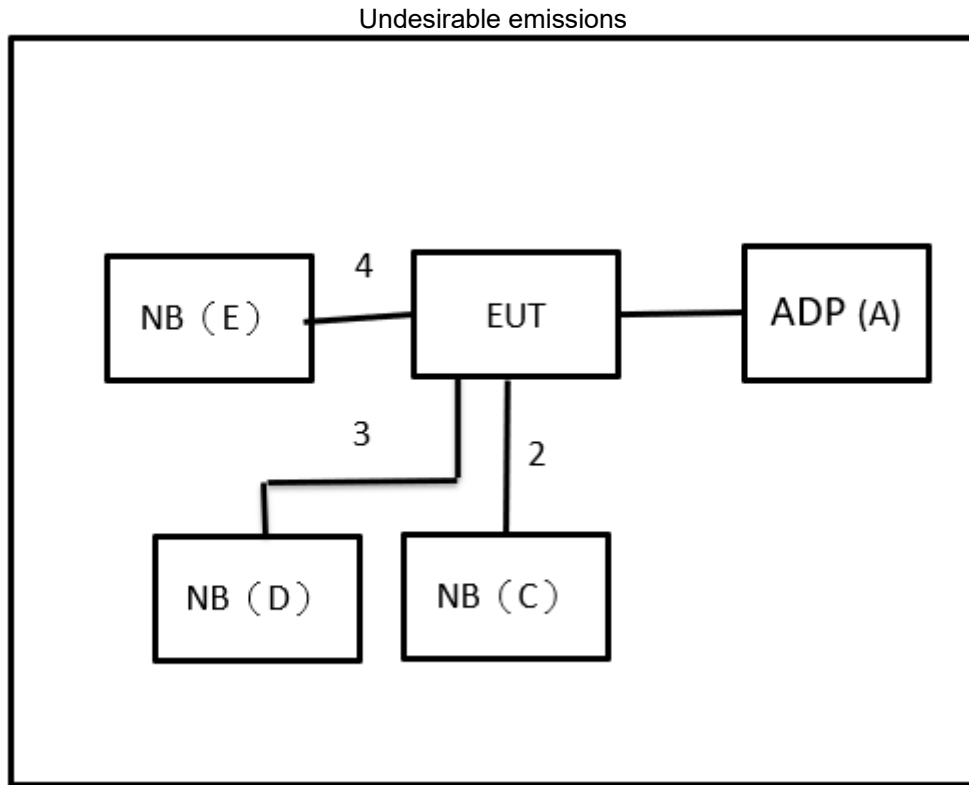 Undesirable emissions
NB（E）
4
EUT
ADP (A)
3
2
NB（D）
NB（C）